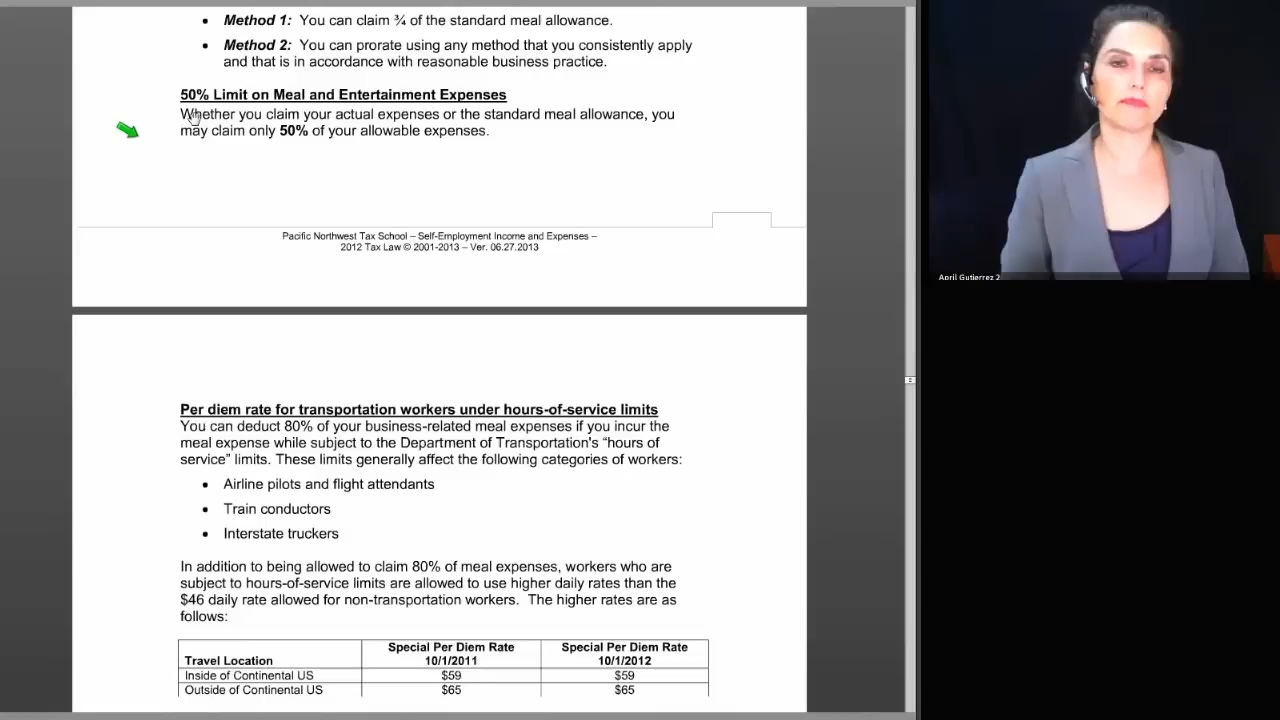 • Method 1: You can claim ¾ of the standard meal allowance.
• Method 2: You can prorate using any method that you consistently apply
and that is in accordance with reasonable business practice.
50% Limit on Meal and Entertainment Expenses
Whether you claim your actual expenses or the standard meal allowance, you
may claim only 50% of your allowable expenses.
Pacific Northwest Tax School – Self-Employment Income and Expenses –
2012 Tax Law © 2001-2013 – Ver. 06.27.2013
Per diem rate for transportation workers under hours-of-service limits
You can deduct 80% of your business-related meal expenses if you incur the
meal expense while subject to the Department of Transportation's “hours of
service” limits. These limits generally affect the following categories of workers:
• Airline pilots and flight attendants
• Train conductors
• Interstate truckers
In addition to being allowed to claim 80% of meal expenses, workers who are
subject to hours-of-service limits are allowed to use higher daily rates than the
$46 daily rate allowed for non-transportation workers. The higher rates are as
follows:
Travel Location Special Per Diem Rate 10/1/2011 Special Per Diem Rate 10/1/2012
Inside of Continental US $59 $59
Outside of Continental US $65 $65
April Gutierrez 2